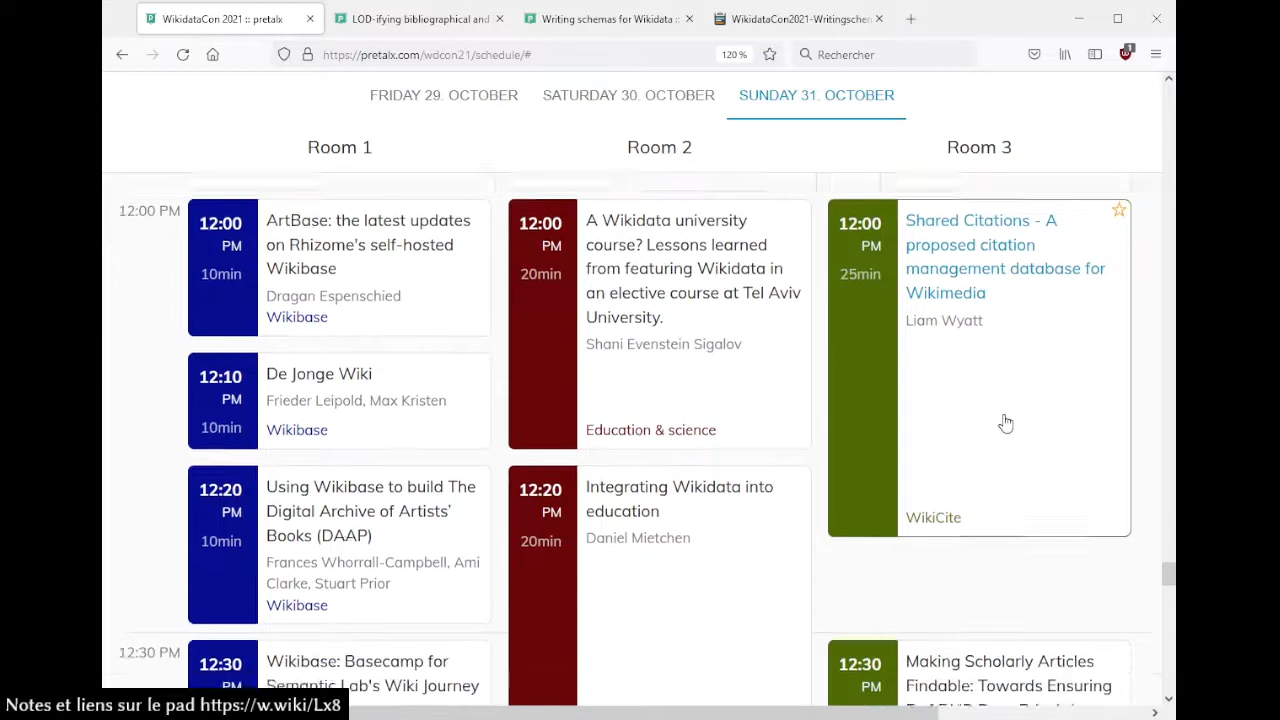 WikidataCon 2021 :: pretalx
LOD-ifying bibliographical and
Writing schemas for Wikidata ::
WikidataCon2021-Writingschen
https://pretalx.com/wdcon21/schedule/#
120 %
Rechercher
1
FRIDAY 29. OCTOBER
SATURDAY 30. OCTOBER
SUNDAY 31. OCTOBER
Room 1
Room 2
Room 3
12:00 PM
12:00
PM
10min
ArtBase: the latest updates
on Rhizome's self-hosted
Wikibase
Dragan Espenschied
Wikibase
12:10
PM
10min
De Jonge Wiki
Frieder Leipold, Max Kristen
Wikibase
12:20
PM
10min
Using Wikibase to build The
Digital Archive of Artists'
Books (DAAP)
Frances Whorrall-Campbell, Ami
Clarke, Stuart Prior
Wikibase
12:00
PM
20min
A Wikidata university
course? Lessons learned
from featuring Wikidata in
an elective course at Tel Aviv
University.
Shani Evenstein Sigalov
Education & science
12:20
PM
20min
Integrating Wikidata into
education
Daniel Mietchen
12:00
PM
25min
Shared Citations - A
proposed citation
management database for
Wikimedia
Liam Wyatt
WikiCite
12:30 PM
12:30
PM
Wikibase: Basecamp for
Semantic Lab's Wiki Journey
12:30
PM
Making Scholarly Articles
Findable: Towards Ensuring
Notes et liens sur le pad https://w.wiki/Lx8